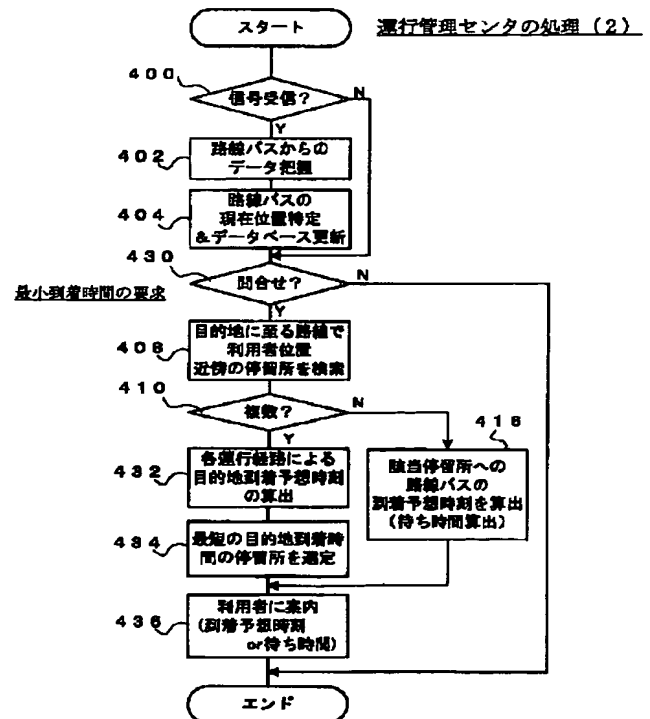 スタート
運行管理センタの処理（２）
４００
信号受信？
N
Y
４０２
路線バスからの
データ把握
４０４
路線バスの
現在位置特定
＆データベース更新
４３０
問合せ？
N
最小到着時間の要求
Y
４０８
目的地に至る路線で
利用者位置
近傍の停留所を検索
４１０
複数？
N
Y
４１８
４３２
各運行経路による
目的地到着予想時刻
の算出
該当停留所への
路線バスの
到着予想時刻を算出
（待ち時間算出）
４３４
最短の目的地到着時
間の停留所を選定
４３６
利用者に案内
（到着予想時刻
or待ち時間）
エンド